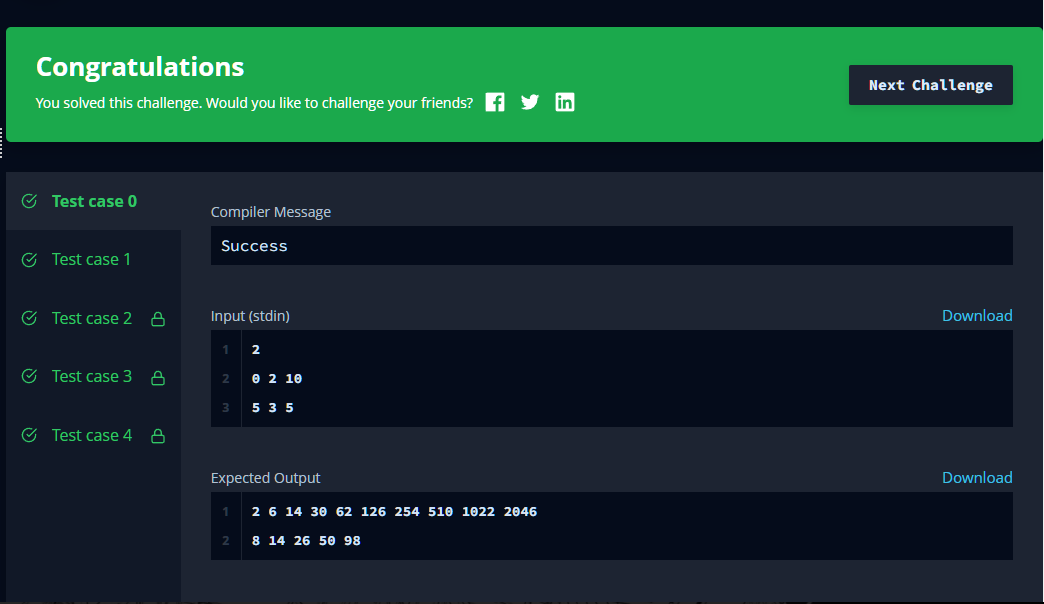 Congratulations
You solved this challenge. Would you like to challenge your friends?
Next Challenge
Test case 0
Test case 1
Test case 2
Test case 3
Test case 4
Compiler Message
Success
Input (stdin)
Download
1 2
2 0 2 10
3 5 3 5
Expected Output
Download
1 2 6 14 30 62 126 254 510 1022 2046
2 8 14 26 50 98